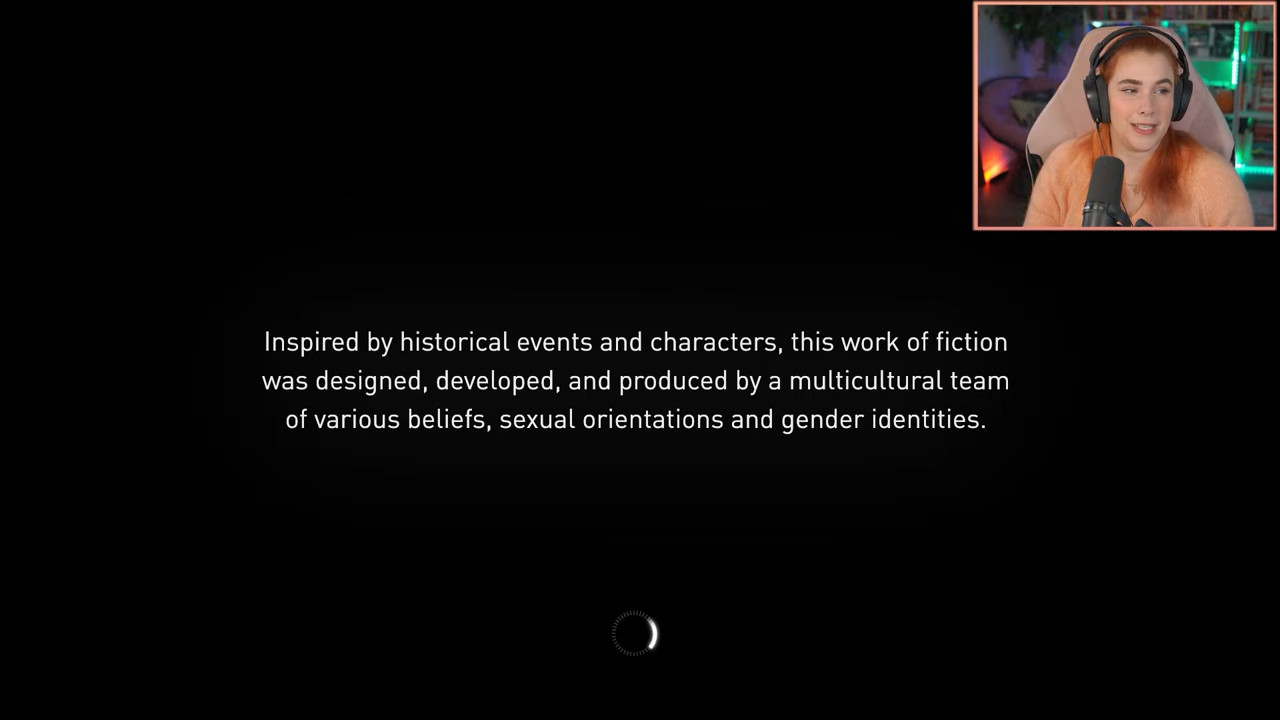 Inspired by historical events and characters, this work of fiction
was designed, developed, and produced by a multicultural team
of various beliefs, sexual orientations and gender identities.